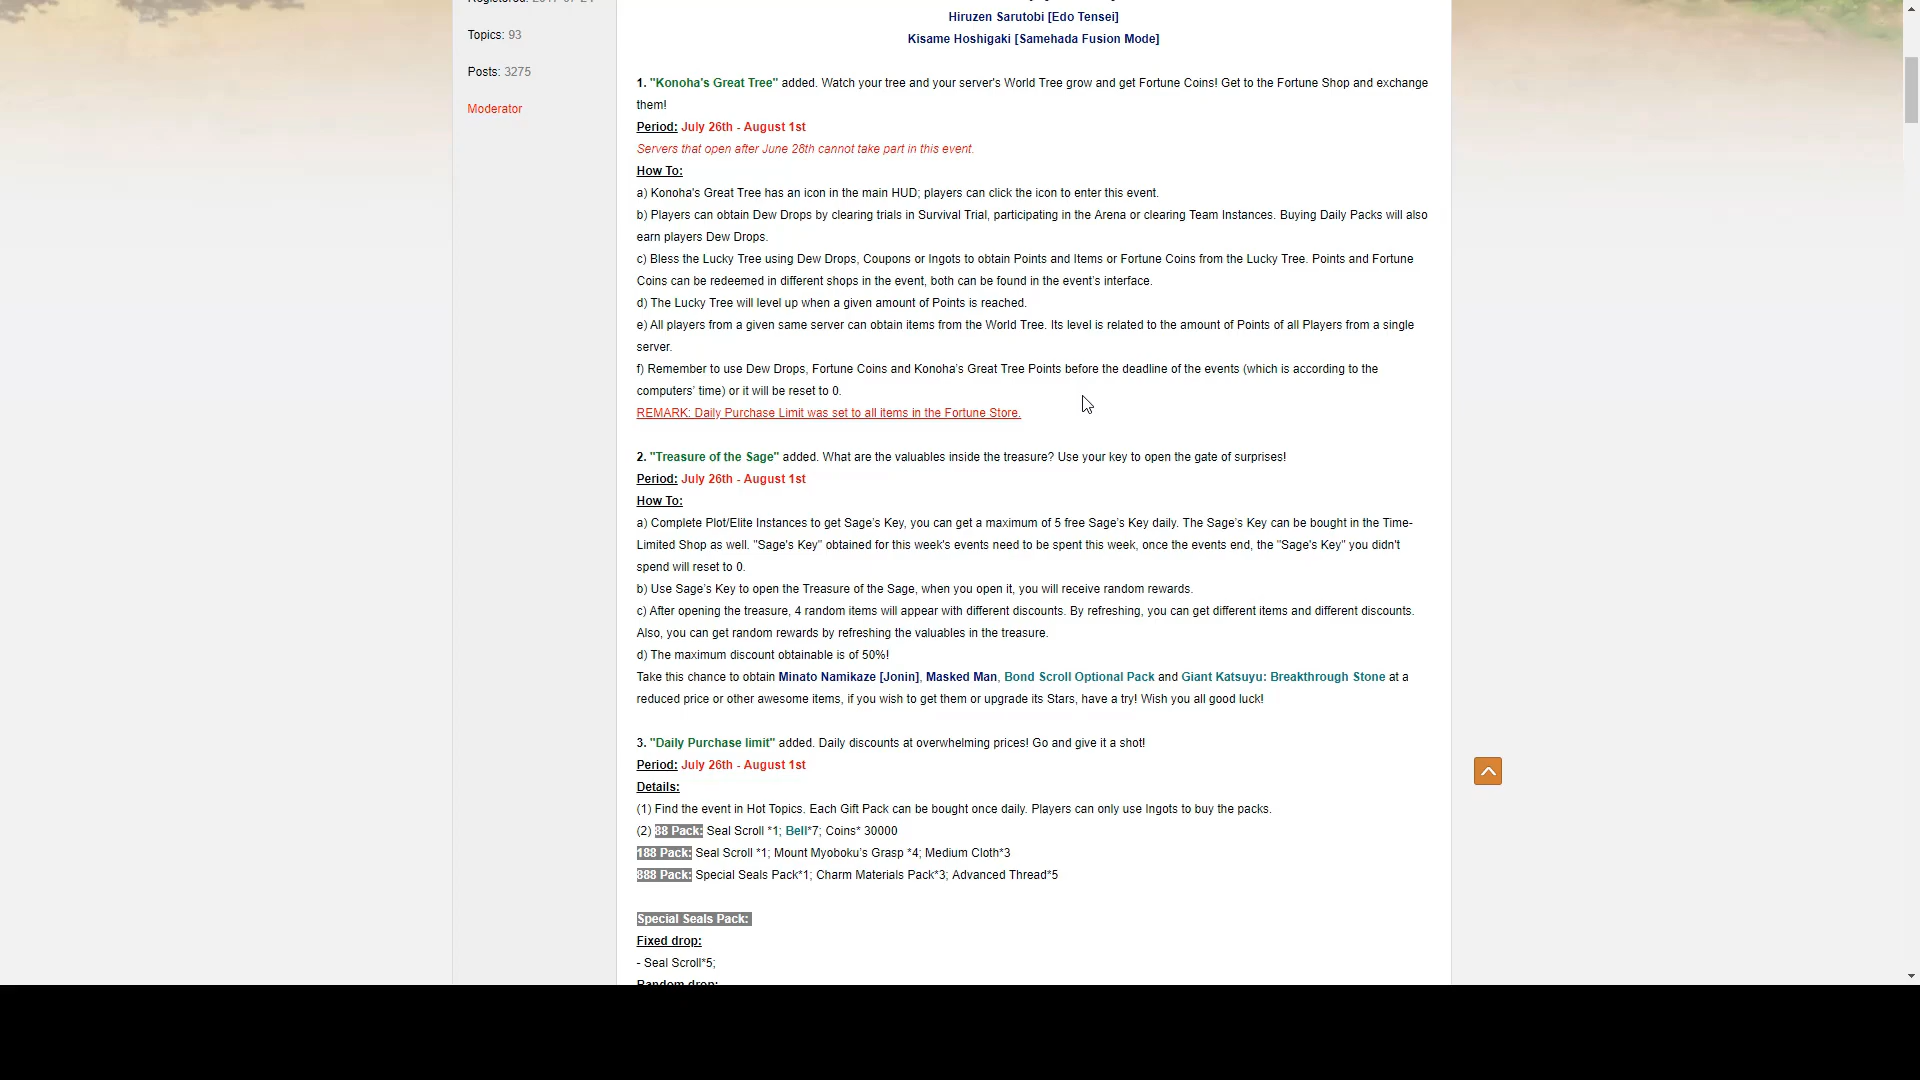 Registered: 2017-07-24
Topics: 93
Posts: 3275
Moderator
Hiruzen Sarutobi [Edo Tensei]
Kisame Hoshigaki [Samehada Fusion Mode]
1. "Konoha's Great Tree" added. Watch your tree and your server's World Tree grow and get Fortune Coins! Get to the Fortune Shop and exchange
them!
Period: July 26th - August 1st
Servers that open after June 28th cannot take part in this event.
How To:
a) Konoha's Great Tree has an icon in the main HUD; players can click the icon to enter this event.
b) Players can obtain Dew Drops by clearing trials in Survival Trial, participating in the Arena or clearing Team Instances. Buying Daily Packs will also
earn players Dew Drops.
c) Bless the Lucky Tree using Dew Drops, Coupons or Ingots to obtain Points and Items or Fortune Coins from the Lucky Tree. Points and Fortune
Coins can be redeemed in different shops in the event, both can be found in the event's interface.
d) The Lucky Tree will level up when a given amount of Points is reached.
e) All players from a given same server can obtain items from the World Tree. Its level is related to the amount of Points of all Players from a single
server.
f) Remember to use Dew Drops, Fortune Coins and Konoha's Great Tree Points before the deadline of the events (which is according to the
computers' time) or it will be reset to 0.
REMARK: Daily Purchase Limit was set to all items in the Fortune Store.
2. "Treasure of the Sage" added. What are the valuables inside the treasure? Use your key to open the gate of surprises!
Period: July 26th - August 1st
How To:
a) Complete Plot/Elite Instances to get Sage's Key, you can get a maximum of 5 free Sage's Key daily. The Sage's Key can be bought in the Time-
Limited Shop as well. "Sage's Key" obtained for this week's events need to be spent this week, once the events end, the "Sage's Key" you didn't
spend will reset to 0.
b) Use Sage's Key to open the Treasure of the Sage, when you open it, you will receive random rewards.
c) After opening the treasure, 4 random items will appear with different discounts. By refreshing, you can get different items and different discounts.
Also, you can get random rewards by refreshing the valuables in the treasure.
d) The maximum discount obtainable is of 50%!
Take this chance to obtain Minato Namikaze [Jonin], Masked Man, Bond Scroll Optional Pack and Giant Katsuyu: Breakthrough Stone at a
reduced price or other awesome items, if you wish to get them or upgrade its Stars, have a try! Wish you all good luck!
3. "Daily Purchase limit" added. Daily discounts at overwhelming prices! Go and give it a shot!
Period: July 26th - August 1st
Details:
(1) Find the event in Hot Topics. Each Gift Pack can be bought once daily. Players can only use Ingots to buy the packs.
(2) 38 Pack: Seal Scroll *1; Bell*7; Coins* 30000
188 Pack: Seal Scroll *1; Mount Myoboku's Grasp *4; Medium Cloth*3
888 Pack: Special Seals Pack*1; Charm Materials Pack*3; Advanced Thread*5
Special Seals Pack:
Fixed drop:
- Seal Scroll*5;
Random drop: